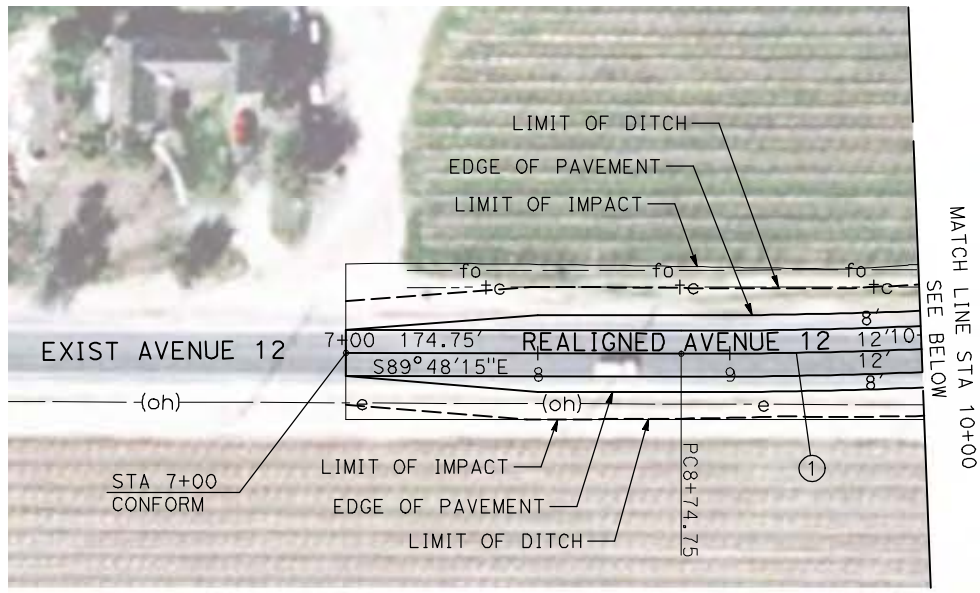 LIMIT OF DITCH
EDGE OF PAVEMENT
LIMIT OF IMPACT
fo fo fo
8'
7+00 174.75' REALIGNED AVENUE 12 12' 10
EXIST AVENUE 12
S89°48'15"E 8 9 12'
8'
(oh) e (oh) e
LIMIT OF IMPACT
STA 7+00
CONFORM
EDGE OF PAVEMENT
LIMIT OF DITCH
PC8+74.75
1
MATCH LINE STA 10+00
SEE BELOW